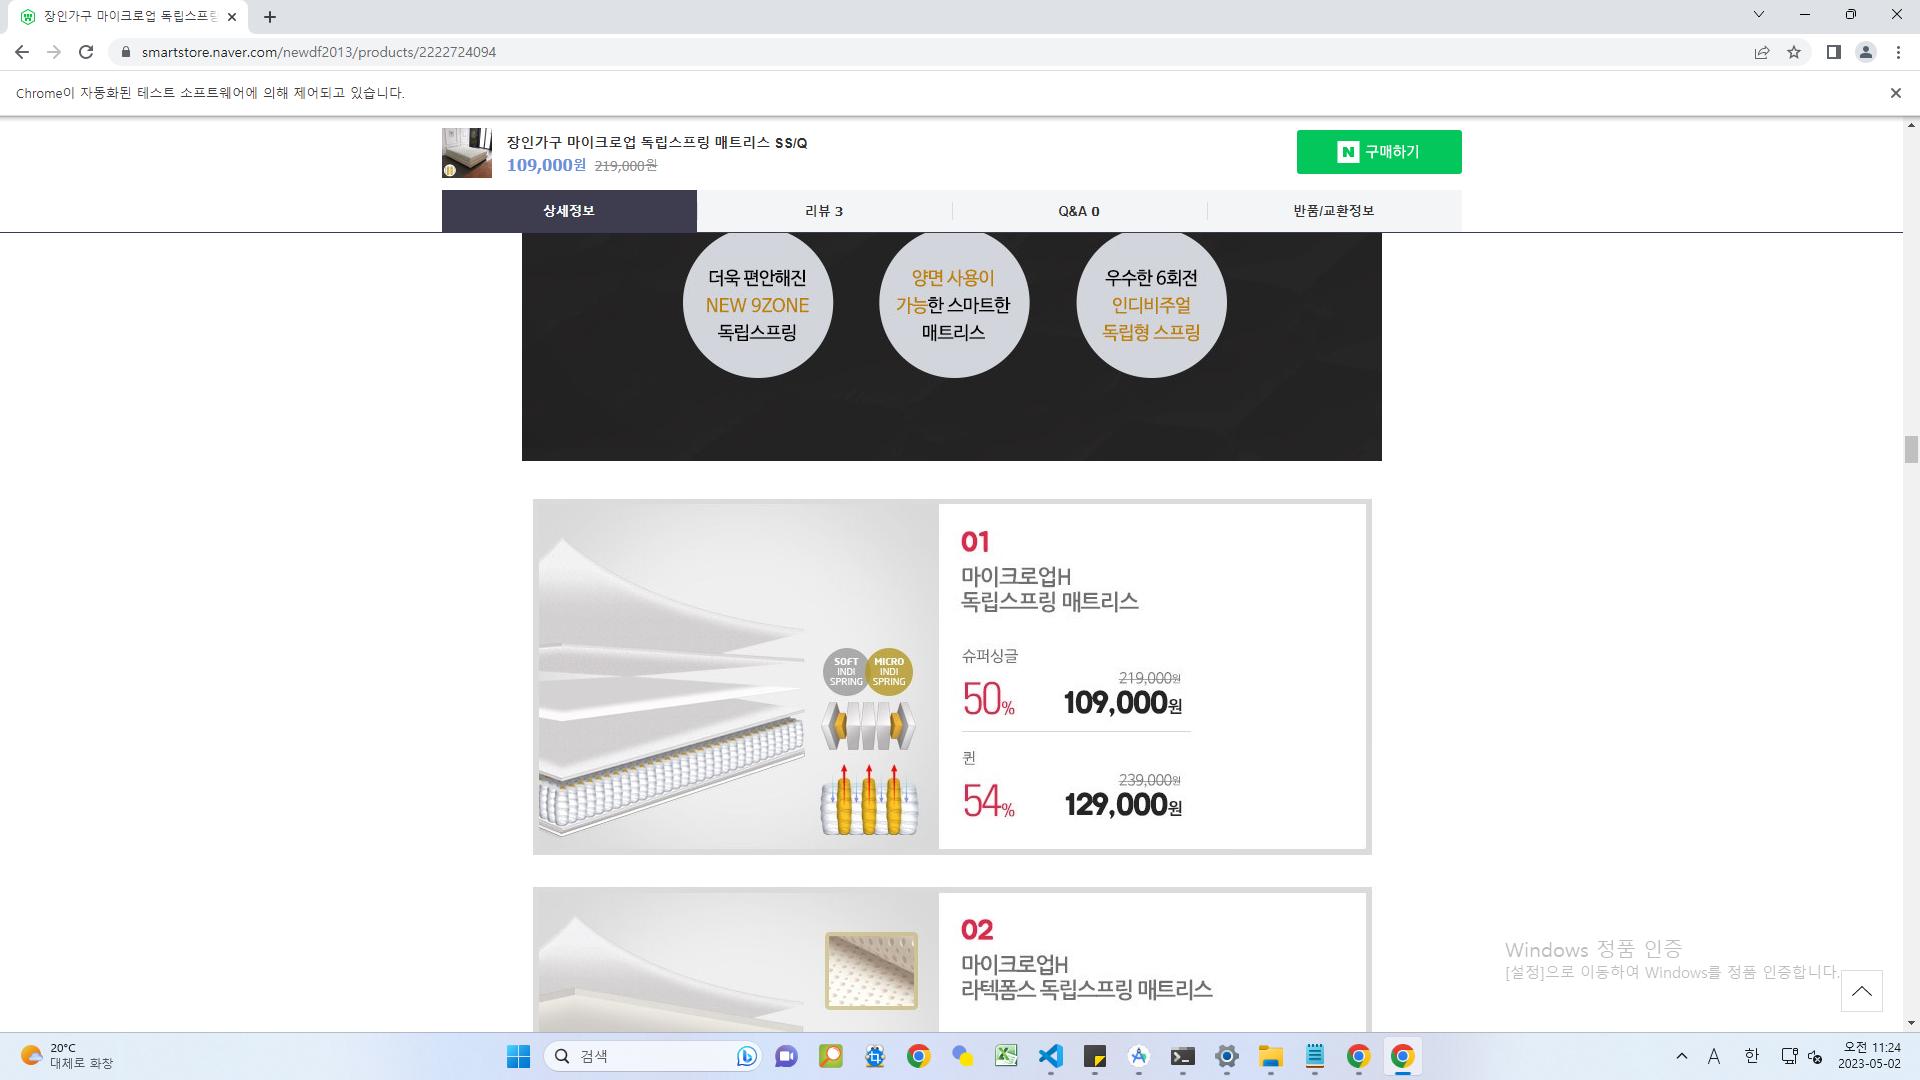 장인가구 마이크로업 독립스프링
smartstore.naver.com/newdf2013/products/2222724094
Chrome이 자동화된 테스트 소프트웨어에 의해 제어되고 있습니다.
장인가구 마이크로업 독립스프링 매트리스 SS/Q
109,000원 219,000원
N 구매하기
상세정보 리뷰 3 Q&A 0 반품/교환정보
더욱 편안해진
NEW 9ZONE
독립스프링
양면 사용이
가능한 스마트한
매트리스
우수한 6회전
인디비주얼
독립형 스프링
01
마이크로업H
독립스프링 매트리스
SOFT
INDI
SPRING
MICRO
INDI
SPRING
슈퍼싱글
219,000원
50% 109,000원
퀸
239,000원
54% 129,000원
02
마이크로업H
라텍폼스 독립스프링 매트리스
Windows 정품 인증
[설정]으로 이동하여 Windows를 정품 인증합니다.
20°C
대체로 화창
검색
A 한
오전 11:24
2023-05-02